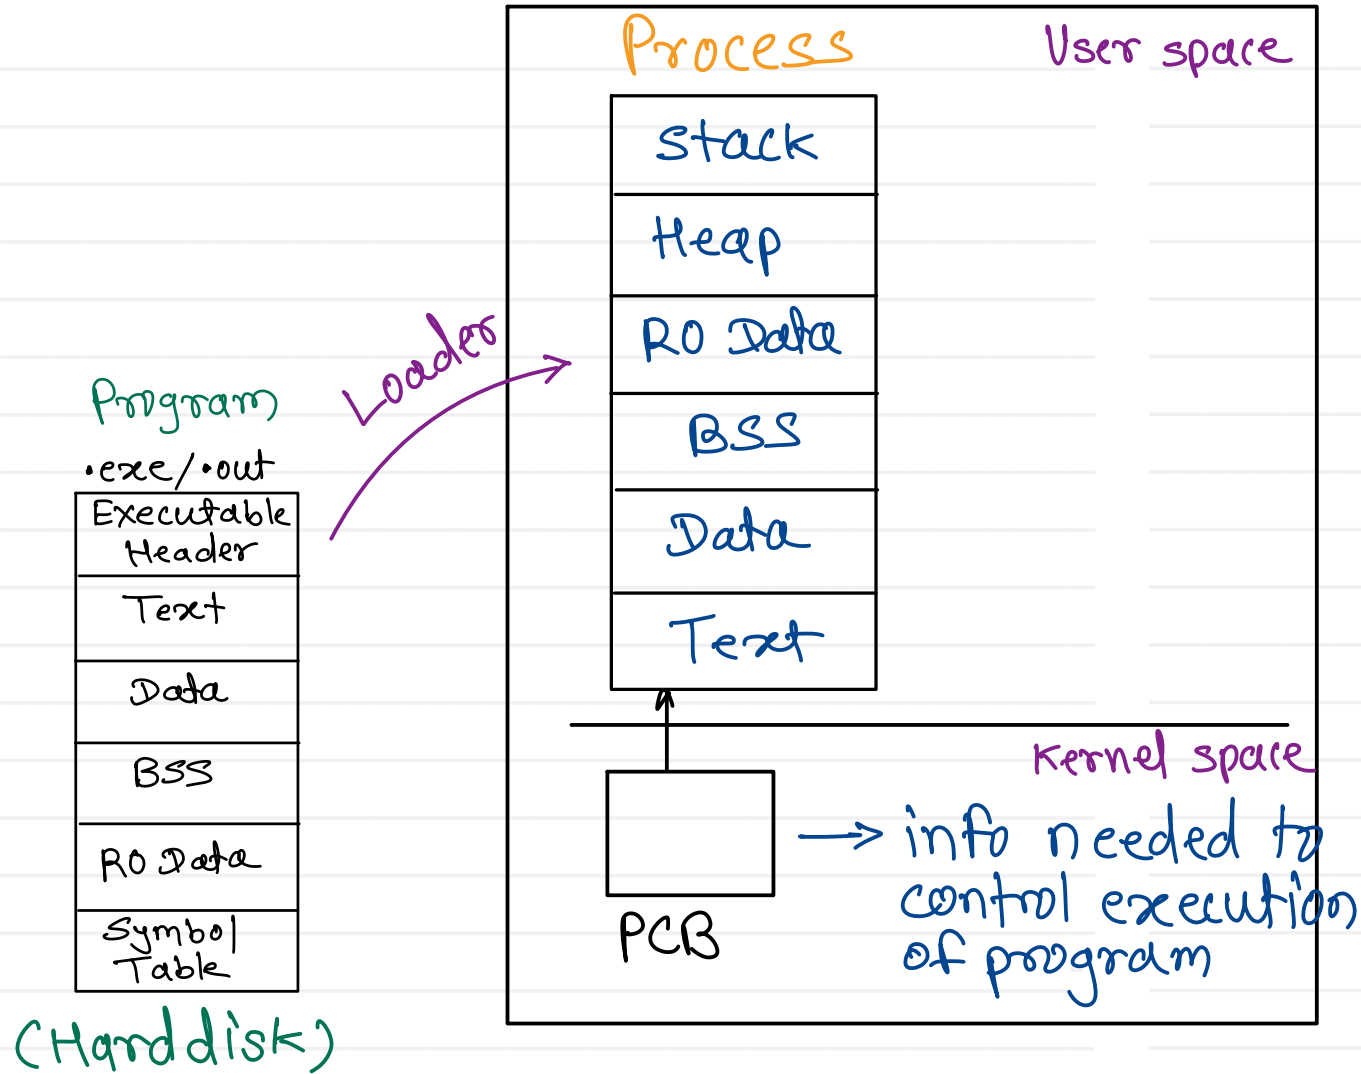 Process
User space
Stack
Heap
RO Data
BSS
Data
Text
Loader
Program
.exe/.out
Executable
Header
Text
Data
BSS
RO Data
Symbol
Table
(Harddisk)
Kernel space
PCB
info needed to
control execution
of program